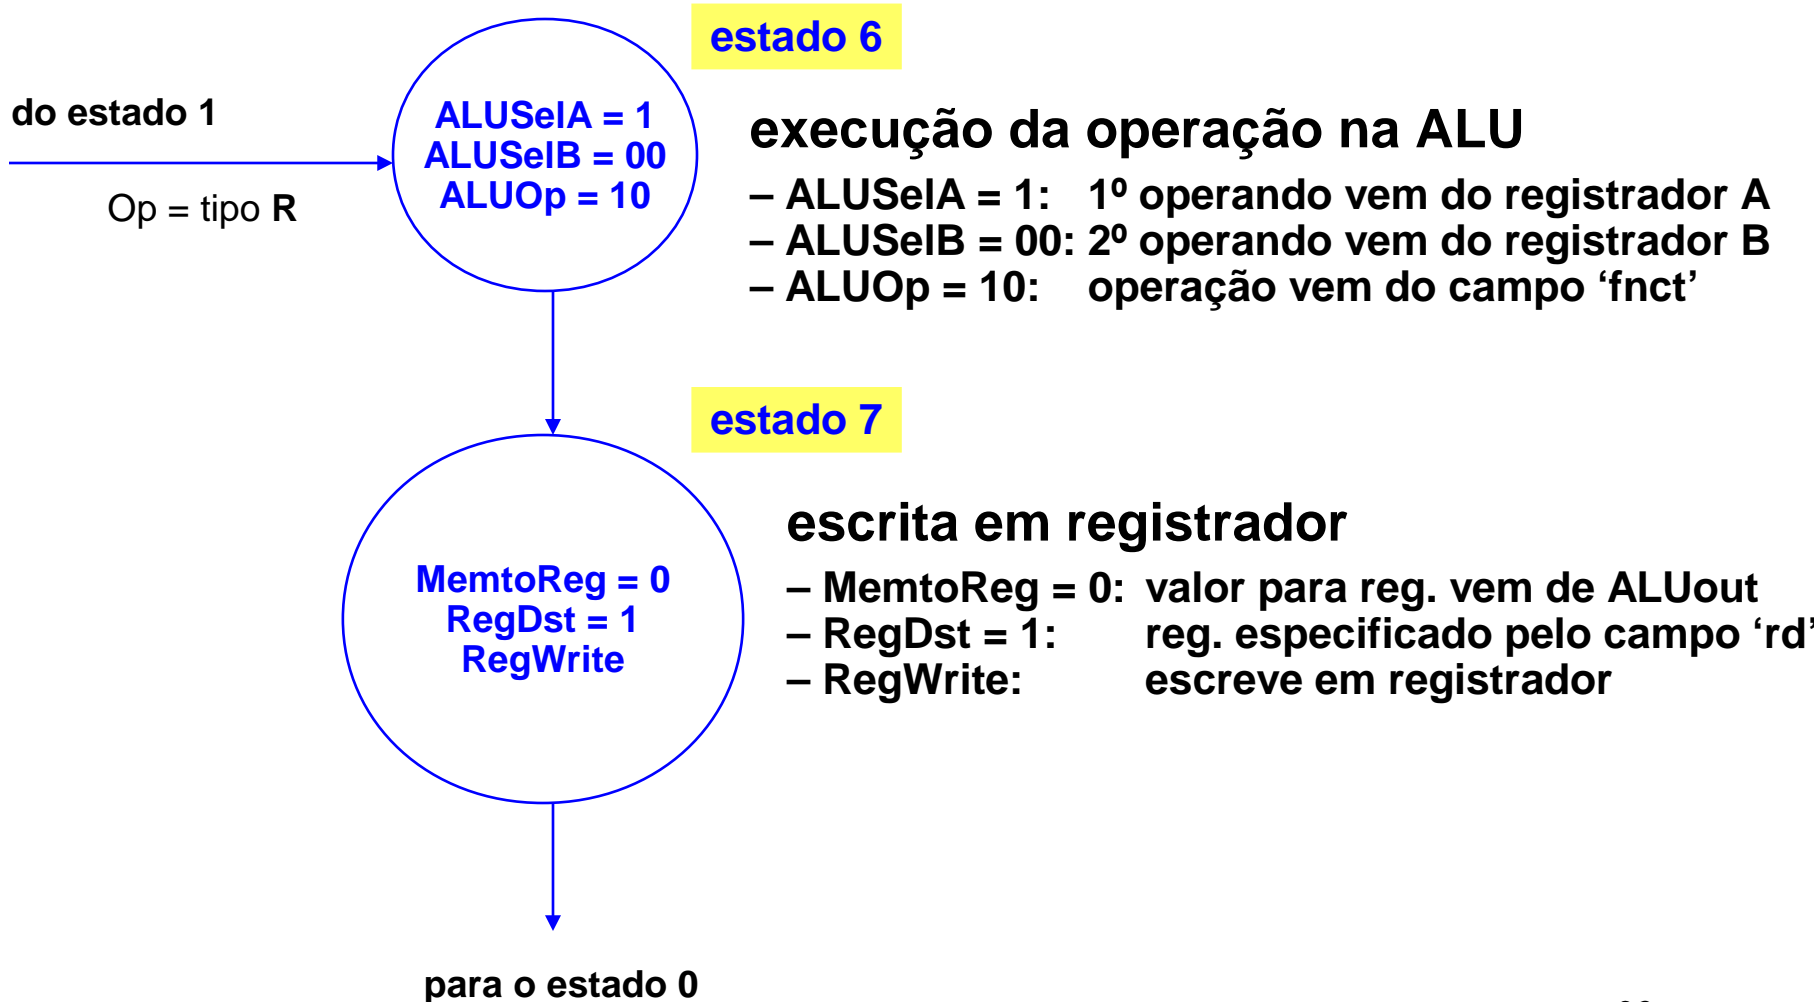 estado 6
do estado 1
Op = tipo R
ALUSelA = 1
ALUSelB = 00
ALUOp = 10
execução da operação na ALU
– ALUSelA = 1: 1º operando vem do registrador A
– ALUSelB = 00: 2º operando vem do registrador B
– ALUOp = 10: operação vem do campo ‘fnct’
estado 7
MemtoReg = 0
RegDst = 1
RegWrite
escrita em registrador
– MemtoReg = 0: valor para reg. vem de ALUout
– RegDst = 1: reg. especificado pelo campo ‘rd’
– RegWrite: escreve em registrador
para o estado 0